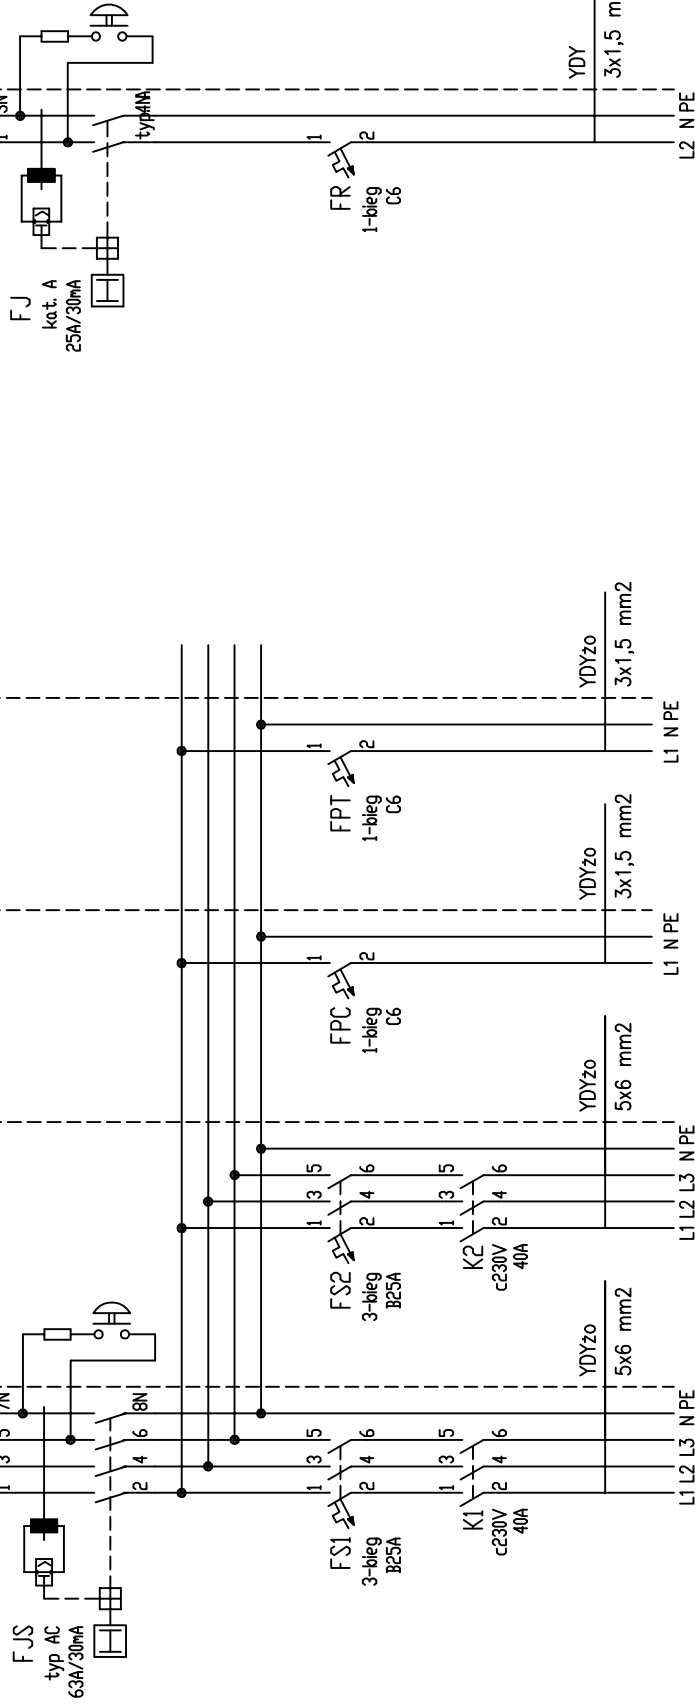 FJS
typ AC
63A/30mA
1
3
5
7N
2
4
6
8N
1
3
5
2
4
6
FS1
3-bieg
B25A
1
3
5
2
4
6
K1
c230V
40A
YDYżo
5x6 mm2
L1 L2 L3 N PE
1
3
5
2
4
6
FS2
3-bieg
B25A
1
3
5
2
4
6
K2
c230V
40A
YDYżo
5x6 mm2
L1 L2 L3 N PE
1
2
FPC
1-bieg
C6
YDYżo
3x1,5 mm2
L1 N PE
1
2
FPT
1-bieg
C6
YDYżo
3x1,5 mm2
L1 N PE
FJ
kat. A
25A/30mA
1
3N
1
2
FR
1-bieg
C6
YDY
3x1,5 m
L2 N PE